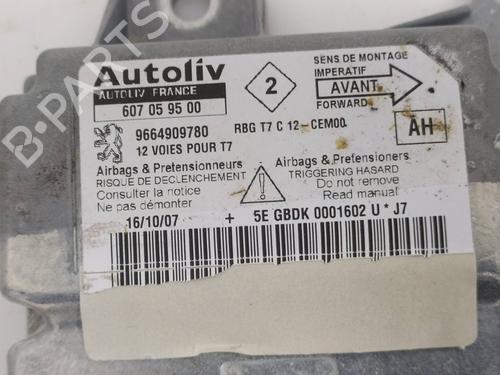 Autoliv
AUTOLIV FRANCE
607 05 95 00
2
SENS DE MONTAGE
IMPERATIF
AVANT
FORWARD
9664909780
RBG T7 C 12-CEM00
12 VOIES POUR T7
AH
Airbags & Pretensionneurs
RISQUE DE DECLENCHEMENT
Consulter la notice
Ne pas démonter
Airbags & Pretensioners
TRIGGERING HASARD
Do not remove
Read manual
16/10/07 + 5E GBDK 0001602 U * J7
B-PARTS